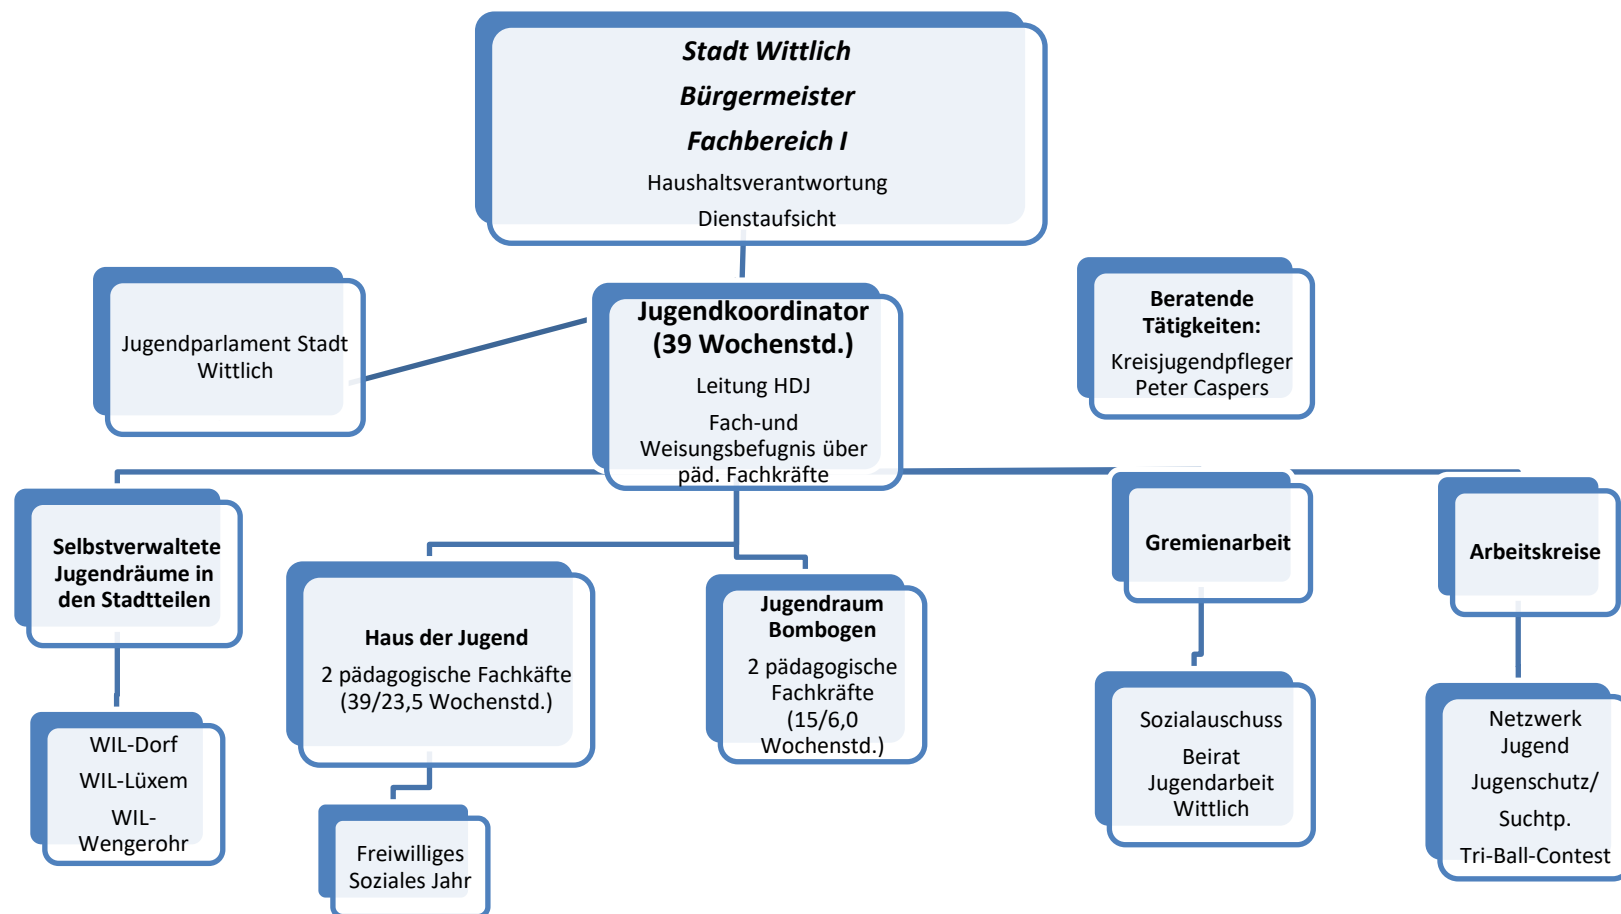 Stadt Wittlich
Bürgermeister
Fachbereich I
Haushaltsverantwortung
Dienstaufsicht
Jugendparlament Stadt
Wittlich
Jugendkoordinator
(39 Wochenstd.)
Leitung HDJ
Fach-und
Weisungsbefugnis über
päd. Fachkräfte
Beratende
Tätigkeiten:
Kreisjugendpfleger
Peter Caspers
Selbstverwaltete
Jugendräume in
den Stadtteilen
WIL-Dorf
WIL-Lüxem
WIL-
Wengerohr
Haus der Jugend
2 pädagogische Fachkäfte
(39/23,5 Wochenstd.)
Freiwilliges
Soziales Jahr
Jugendraum
Bombogen
2 pädagogische
Fachkräfte
(15/6,0
Wochenstd.)
Gremienarbeit
Sozialauschuss
Beirat
Jugendarbeit
Wittlich
Arbeitskreise
Netzwerk
Jugend
Jugenschutz/
Suchtp.
Tri-Ball-Contest